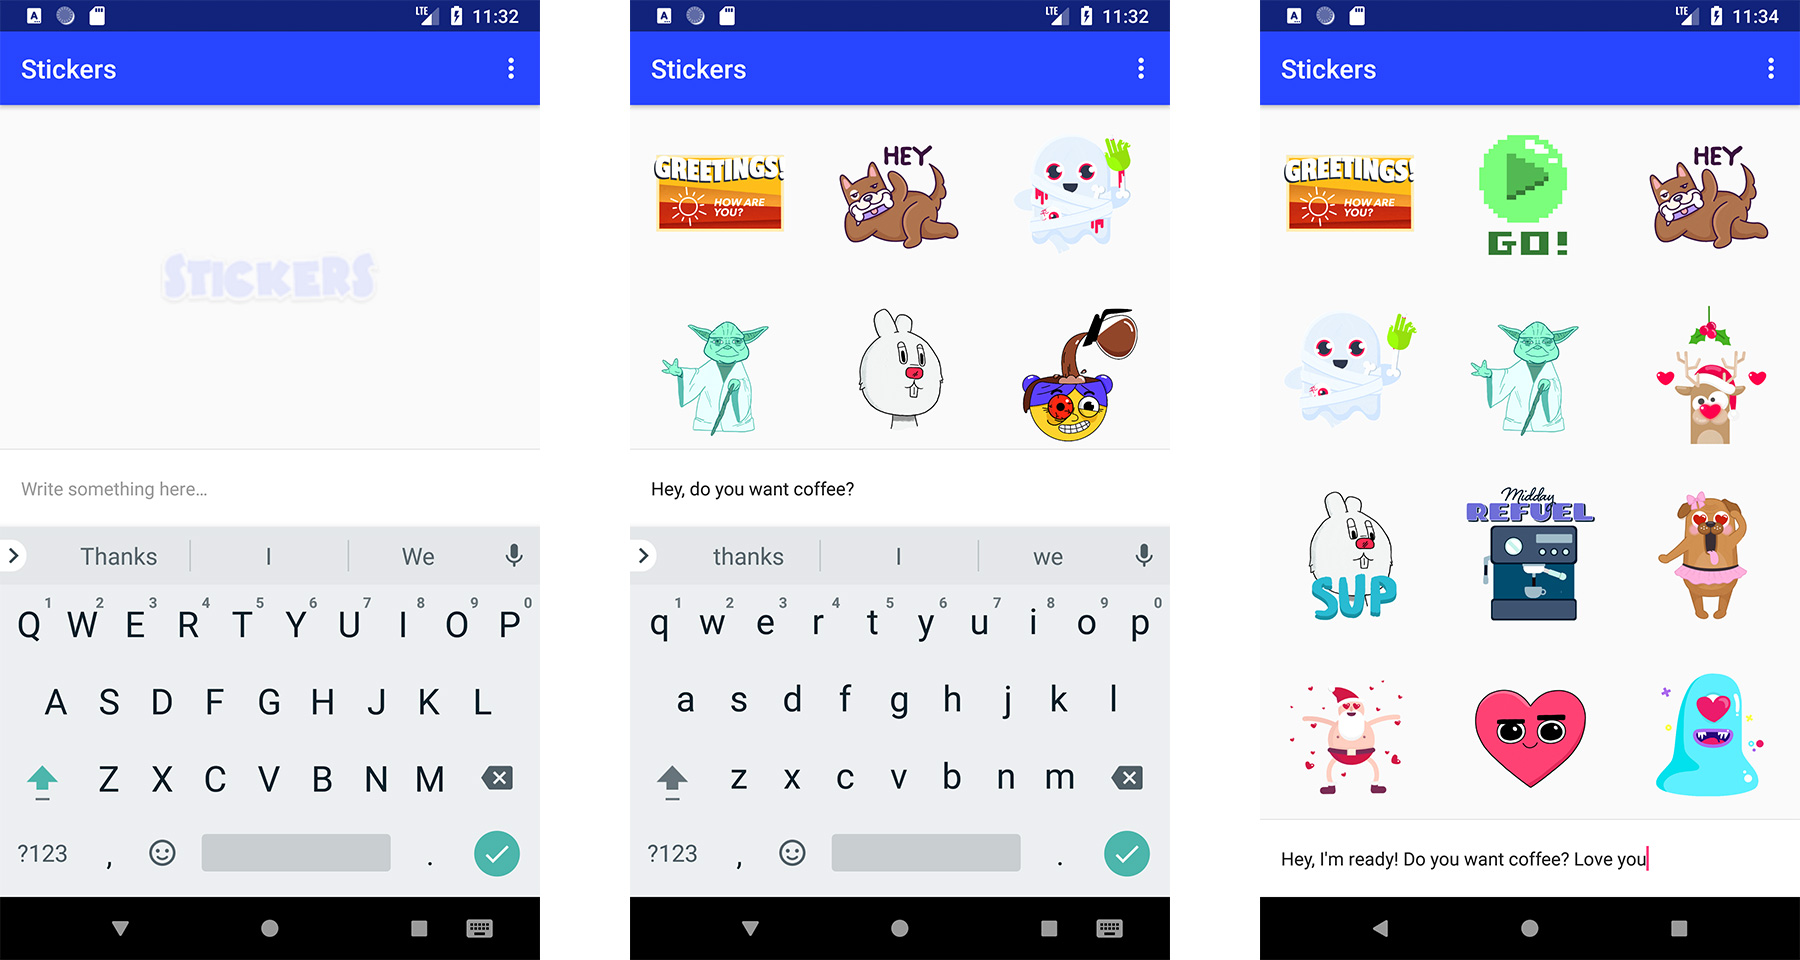 LTE 11:32
Stickers
STICKERS
Write something here...
Thanks I We
1 2 3 4 5 6 7 8 9 0
Q W E R T Y U I O P
A S D F G H J K L
Z X C V B N M
?123 , .
LTE 11:32
Stickers
GREETINGS!
HOW ARE
YOU?
HEY
Hey, do you want coffee?
thanks I we
1 2 3 4 5 6 7 8 9 0
q w e r t y u i o p
a s d f g h j k l
z x c v b n m
?123 , .
LTE 11:34
Stickers
GREETINGS!
HOW ARE
YOU?
GO!
HEY
SUP
Midday
REFUEL
Hey, I'm ready! Do you want coffee? Love you